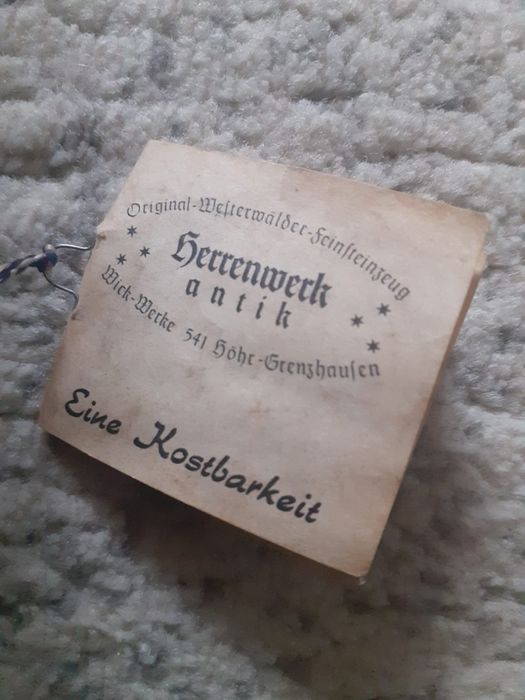 Original-Weſterwälder-Feinſteinzeug
Herrenwerk
antik
Wick-Werke 541 Höhr-Grenzhauſen
Eine Kostbarkeit